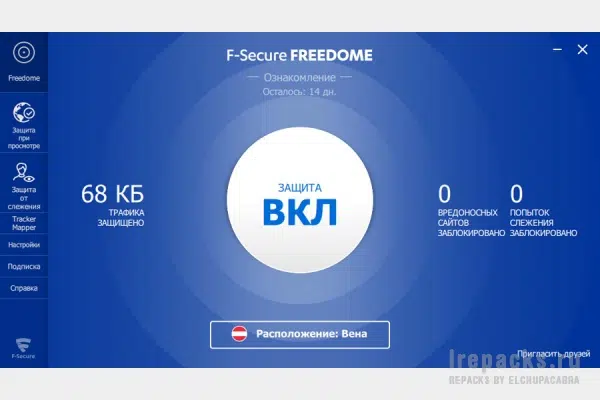 F-Secure FREEDOME
Ознакомление
Осталось: 14 дн.
Freedome
Защита
при
просмотре
Защита
от
слежения
Tracker
Mapper
Настройки
Подписка
Справка
F-Secure
68 КБ
ТРАФИКА
ЗАЩИЩЕНО
ЗАЩИТА
ВКЛ
0
ВРЕДОНОСНЫХ
САЙТОВ
ЗАБЛОКИРОВАНО
0
ПОПЫТОК
СЛЕЖЕНИЯ
ЗАБЛОКИРОВАНО
Расположение: Вена
Пригласить друзей
lrepacks.ru
REPACKS BY ELCHUPACABRA